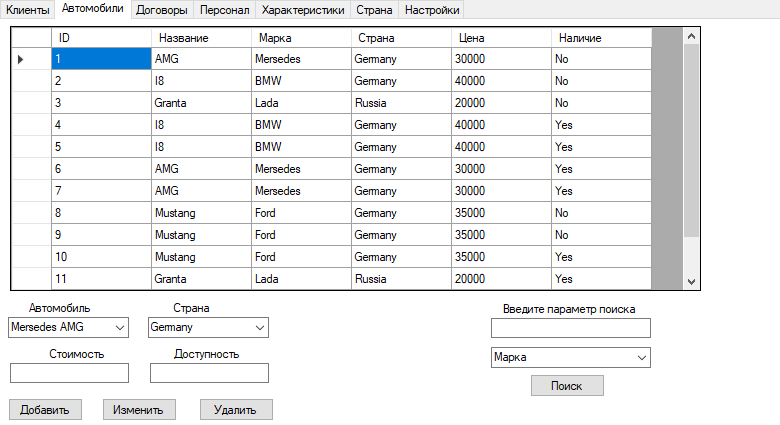 Клиенты Автомобили Договоры Персонал Характеристики Страна Настройки
ID Название Марка Страна Цена Наличие
1 AMG Mersedes Germany 30000 No
2 I8 BMW Germany 40000 No
3 Granta Lada Russia 20000 No
4 I8 BMW Germany 40000 Yes
5 I8 BMW Germany 40000 Yes
6 AMG Mersedes Germany 30000 Yes
7 AMG Mersedes Germany 30000 Yes
8 Mustang Ford Germany 35000 No
9 Mustang Ford Germany 35000 No
10 Mustang Ford Germany 35000 Yes
11 Granta Lada Russia 20000 Yes
Автомобиль Страна Введите параметр поиска
Mersedes AMG Germany
Стоимость Доступность Марка
Поиск
Добавить Изменить Удалить